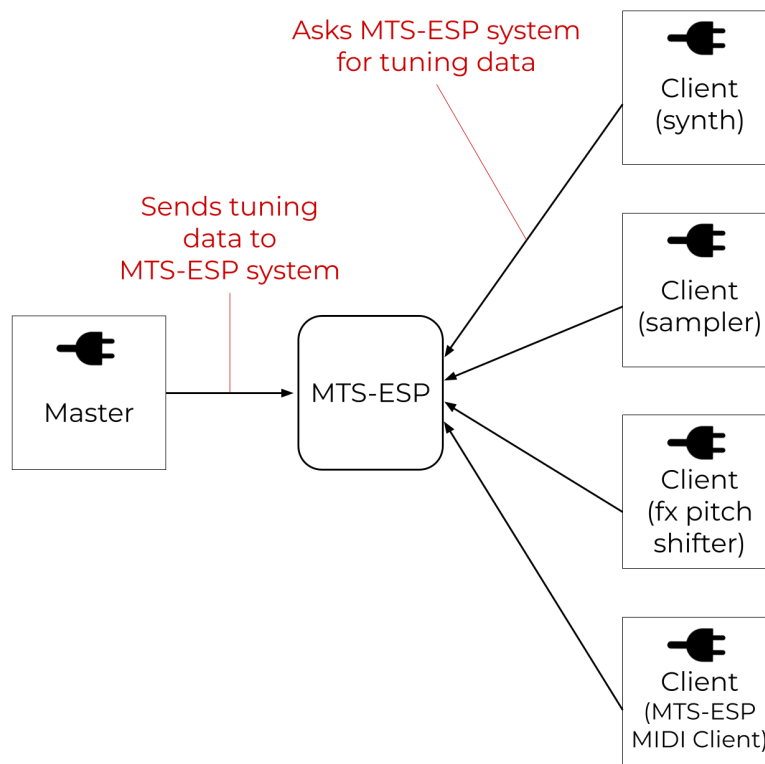 Asks MTS-ESP system
for tuning data
Client
(synth)
Sends tuning
data to
MTS-ESP system
Client
(sampler)
Master
MTS-ESP
Client
(fx pitch
shifter)
Client
(MTS-ESP
MIDI Client)